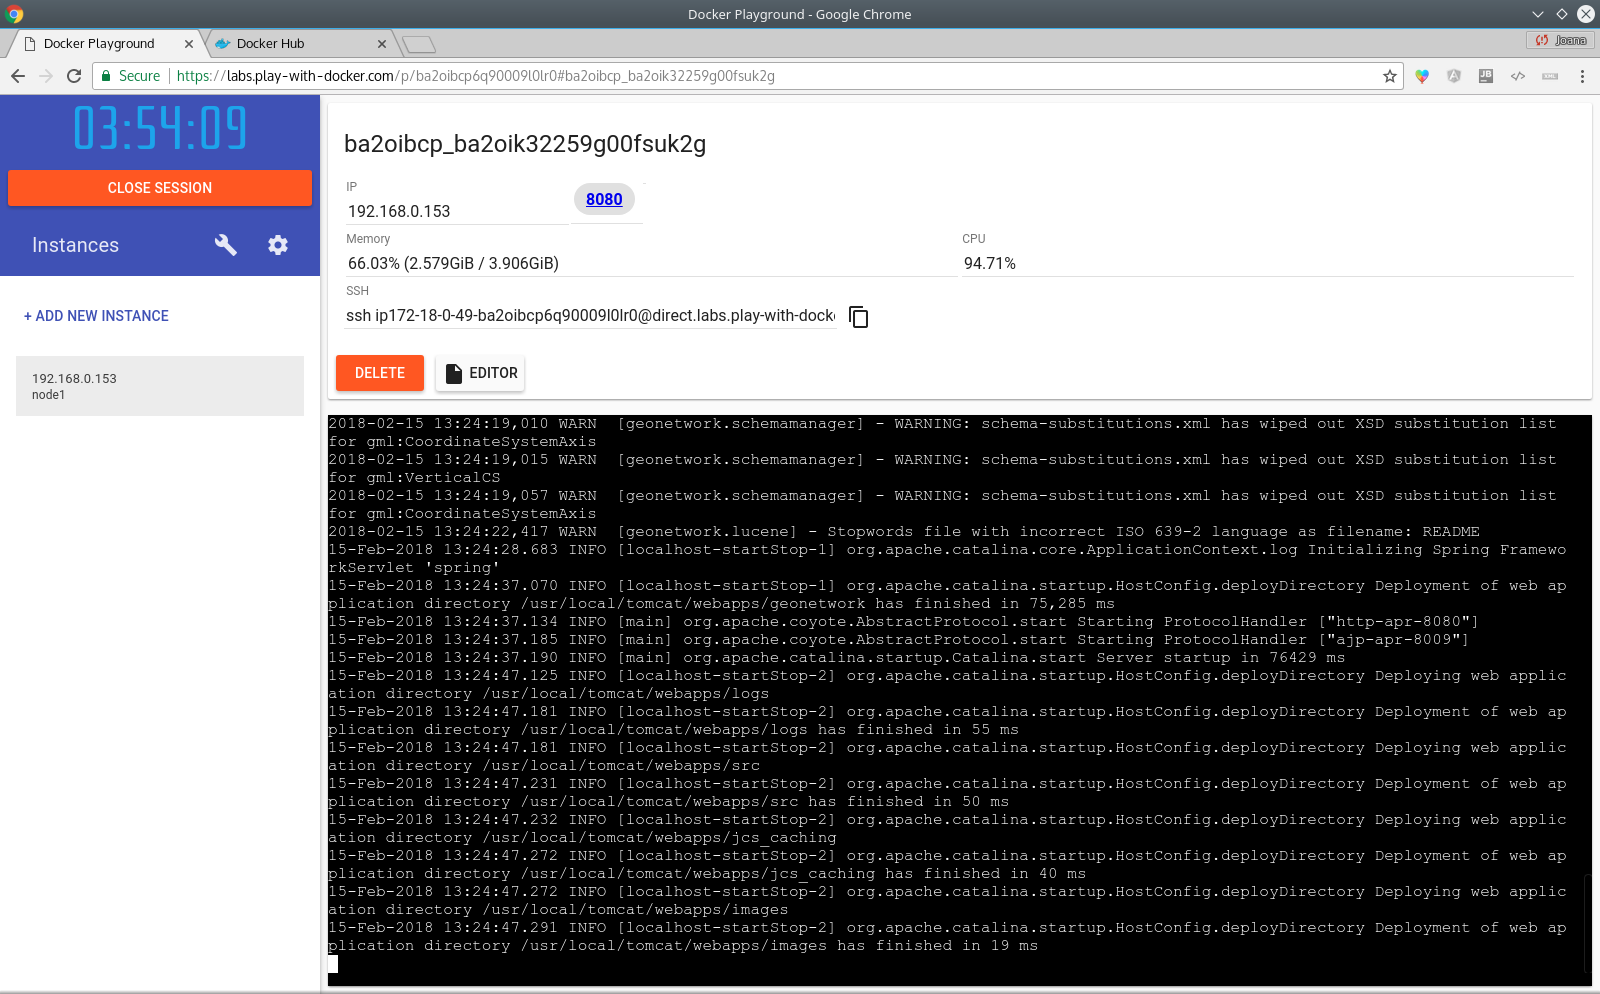 Docker Playground - Google Chrome
Docker Playground
Docker Hub
Joana
Secure
https://labs.play-with-docker.com/p/ba2oibcp6q90009l0lr0#ba2oibcp_ba2oik32259g00fsuk2g
JB
03:54:09
CLOSE SESSION
Instances
+ ADD NEW INSTANCE
192.168.0.153
node1
ba2oibcp_ba2oik32259g00fsuk2g
IP
192.168.0.153
8080
Memory
66.03% (2.579GiB / 3.906GiB)
CPU
94.71%
SSH
ssh ip172-18-0-49-ba2oibcp6q90009l0lr0@direct.labs.play-with-docke
DELETE
EDITOR
2018-02-15 13:24:19,010 WARN  [geonetwork.schemamanager] - WARNING: schema-substitutions.xml has wiped out XSD substitution list
for gml:CoordinateSystemAxis
2018-02-15 13:24:19,015 WARN  [geonetwork.schemamanager] - WARNING: schema-substitutions.xml has wiped out XSD substitution list
for gml:VerticalCS
2018-02-15 13:24:19,057 WARN  [geonetwork.schemamanager] - WARNING: schema-substitutions.xml has wiped out XSD substitution list
for gml:CoordinateSystemAxis
2018-02-15 13:24:22,417 WARN  [geonetwork.lucene] - Stopwords file with incorrect ISO 639-2 language as filename: README
15-Feb-2018 13:24:28.683 INFO [localhost-startStop-1] org.apache.catalina.core.ApplicationContext.log Initializing Spring Framewo
rkServlet 'spring'
15-Feb-2018 13:24:37.070 INFO [localhost-startStop-1] org.apache.catalina.startup.HostConfig.deployDirectory Deployment of web ap
plication directory /usr/local/tomcat/webapps/geonetwork has finished in 75,285 ms
15-Feb-2018 13:24:37.134 INFO [main] org.apache.coyote.AbstractProtocol.start Starting ProtocolHandler ["http-apr-8080"]
15-Feb-2018 13:24:37.185 INFO [main] org.apache.coyote.AbstractProtocol.start Starting ProtocolHandler ["ajp-apr-8009"]
15-Feb-2018 13:24:37.190 INFO [main] org.apache.catalina.startup.Catalina.start Server startup in 76429 ms
15-Feb-2018 13:24:47.125 INFO [localhost-startStop-2] org.apache.catalina.startup.HostConfig.deployDirectory Deploying web applic
ation directory /usr/local/tomcat/webapps/logs
15-Feb-2018 13:24:47.181 INFO [localhost-startStop-2] org.apache.catalina.startup.HostConfig.deployDirectory Deployment of web ap
plication directory /usr/local/tomcat/webapps/logs has finished in 55 ms
15-Feb-2018 13:24:47.181 INFO [localhost-startStop-2] org.apache.catalina.startup.HostConfig.deployDirectory Deploying web applic
ation directory /usr/local/tomcat/webapps/src
15-Feb-2018 13:24:47.231 INFO [localhost-startStop-2] org.apache.catalina.startup.HostConfig.deployDirectory Deployment of web ap
plication directory /usr/local/tomcat/webapps/src has finished in 50 ms
15-Feb-2018 13:24:47.232 INFO [localhost-startStop-2] org.apache.catalina.startup.HostConfig.deployDirectory Deploying web applic
ation directory /usr/local/tomcat/webapps/jcs_caching
15-Feb-2018 13:24:47.272 INFO [localhost-startStop-2] org.apache.catalina.startup.HostConfig.deployDirectory Deployment of web ap
plication directory /usr/local/tomcat/webapps/jcs_caching has finished in 40 ms
15-Feb-2018 13:24:47.272 INFO [localhost-startStop-2] org.apache.catalina.startup.HostConfig.deployDirectory Deploying web applic
ation directory /usr/local/tomcat/webapps/images
15-Feb-2018 13:24:47.291 INFO [localhost-startStop-2] org.apache.catalina.startup.HostConfig.deployDirectory Deployment of web ap
plication directory /usr/local/tomcat/webapps/images has finished in 19 ms